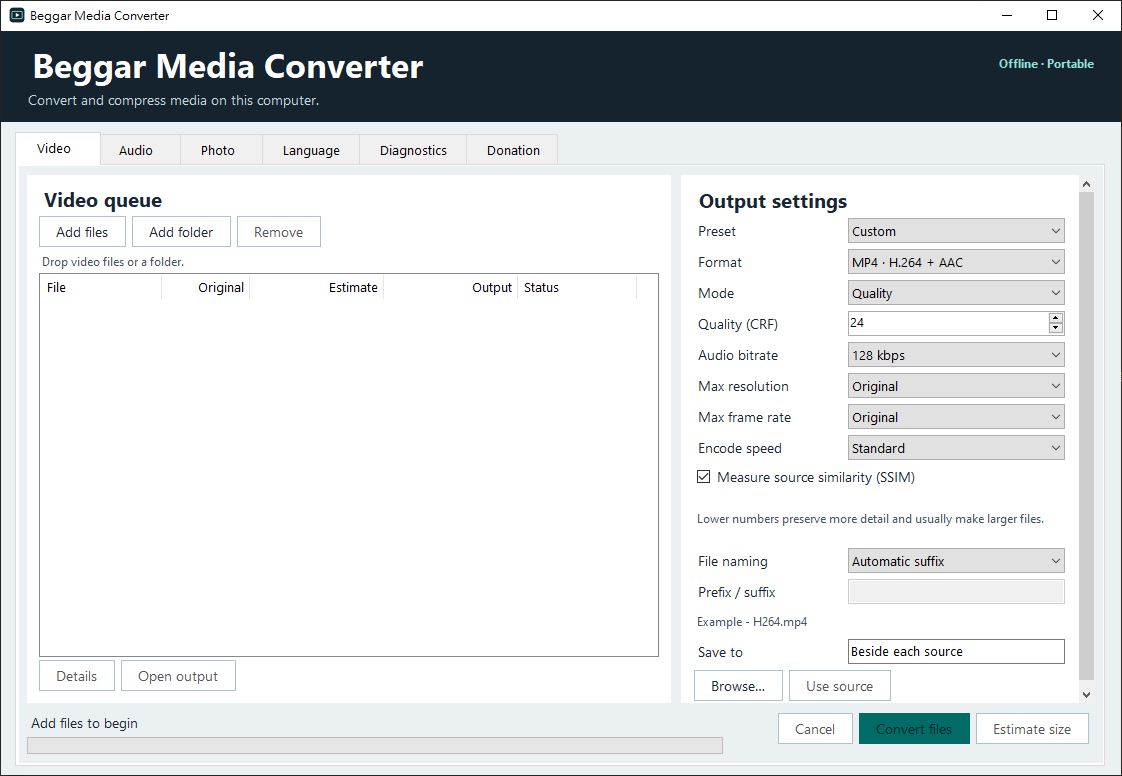 Beggar Media Converter
Beggar Media Converter
Offline · Portable
Convert and compress media on this computer.
Video
Audio
Photo
Language
Diagnostics
Donation
Video queue
Add files
Add folder
Remove
Drop video files or a folder.
File
Original
Estimate
Output
Status
Details
Open output
Output settings
Preset
Custom
Format
MP4 · H.264 + AAC
Mode
Quality
Quality (CRF)
24
Audio bitrate
128 kbps
Max resolution
Original
Max frame rate
Original
Encode speed
Standard
Measure source similarity (SSIM)
Lower numbers preserve more detail and usually make larger files.
File naming
Automatic suffix
Prefix / suffix
Example - H264.mp4
Save to
Beside each source
Browse...
Use source
Add files to begin
Cancel
Convert files
Estimate size